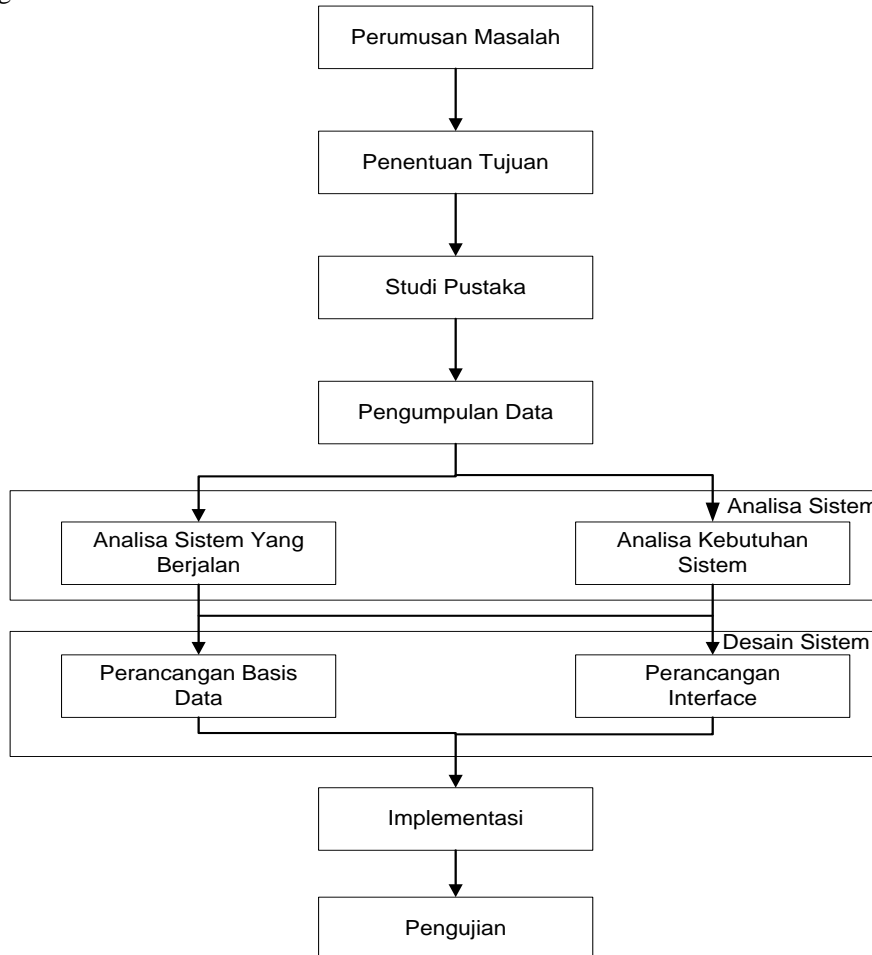 Perumusan Masalah
Penentuan Tujuan
Studi Pustaka
Pengumpulan Data
Analisa Sistem
Analisa Sistem Yang
Berjalan
Analisa Kebutuhan
Sistem
Desain Sistem
Perancangan Basis
Data
Perancangan
Interface
Implementasi
Pengujian